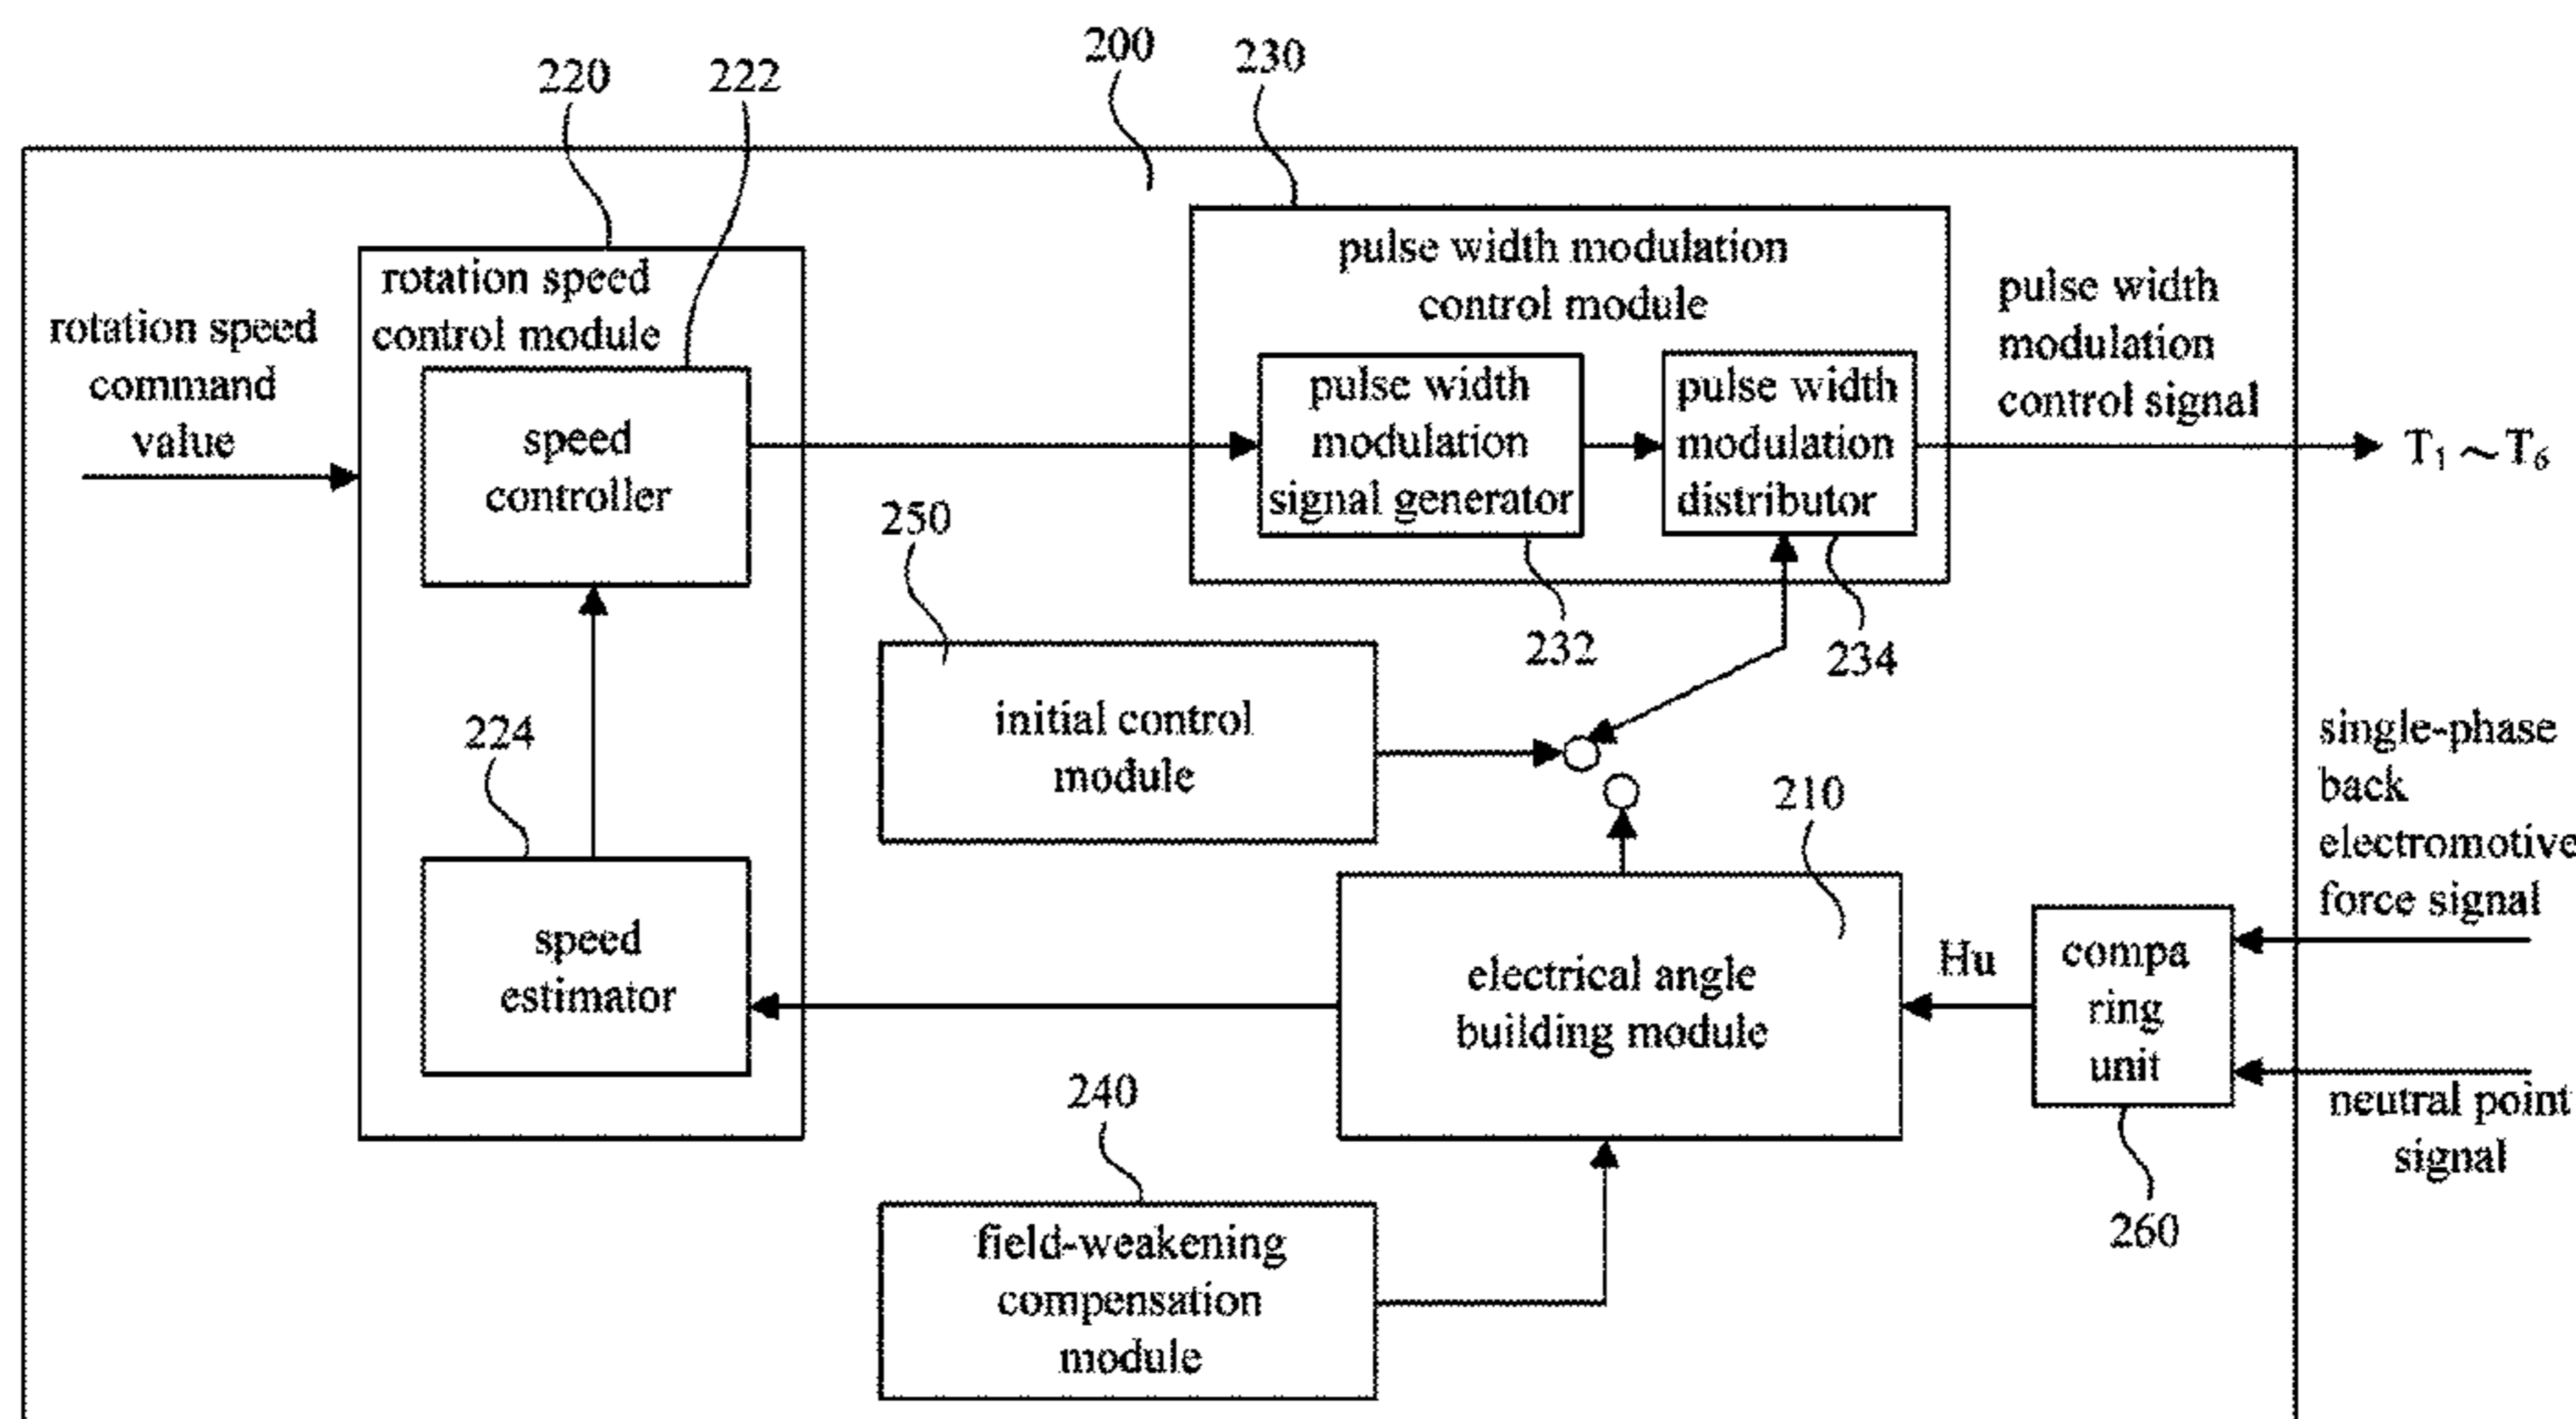 200
230
220
222
rotation speed
control module
pulse width modulation
control module
pulse width
modulation
control signal
rotation speed
command
value
speed
controller
pulse width
modulation
signal generator
pulse width
modulation
distributor
T₁ ~ T₆
250
232
234
initial control
module
224
210
single-phase
back
electromotive
force signal
speed
estimator
electrical angle
building module
Hu
compa
ring
unit
neutral point
signal
240
260
field-weakening
compensation
module